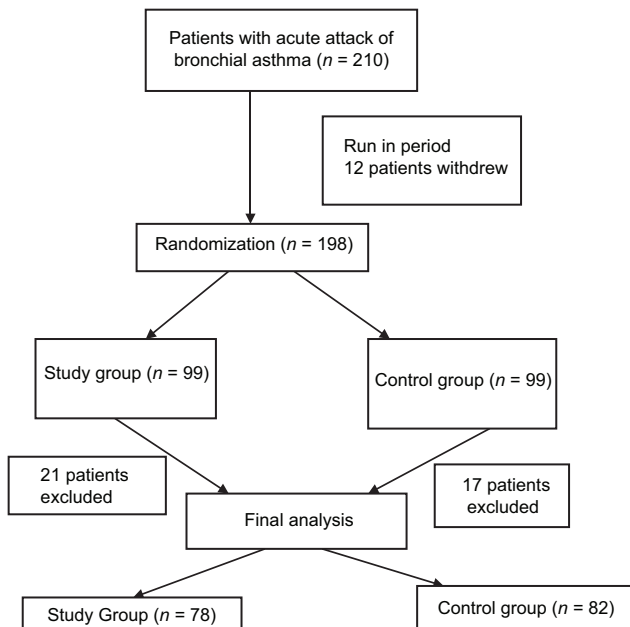 Patients with acute attack of
bronchial asthma (n = 210)
Run in period
12 patients withdrew
Randomization (n = 198)
Study group (n = 99)
Control group (n = 99)
21 patients
excluded
17 patients
excluded
Final analysis
Study Group (n = 78)
Control group (n = 82)